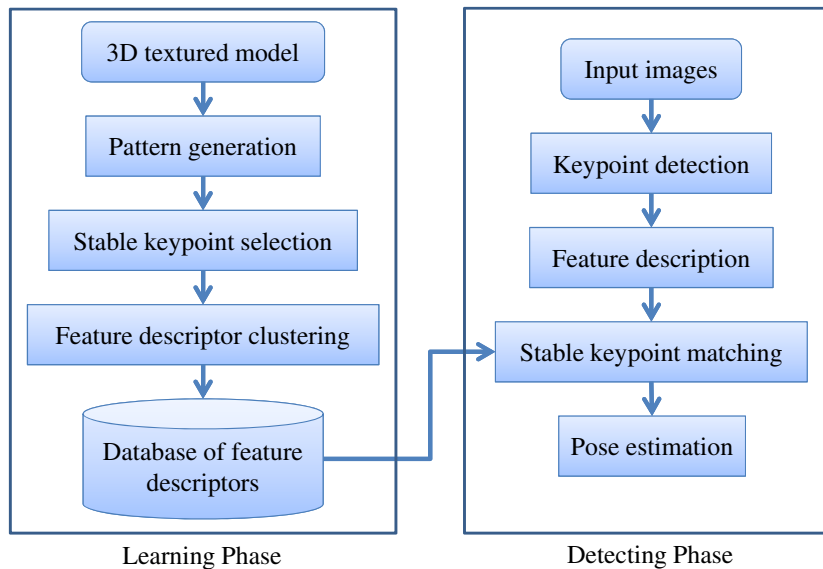 3D textured model
Pattern generation
Stable keypoint selection
Feature descriptor clustering
Database of feature
descriptors
Learning Phase
Input images
Keypoint detection
Feature description
Stable keypoint matching
Pose estimation
Detecting Phase